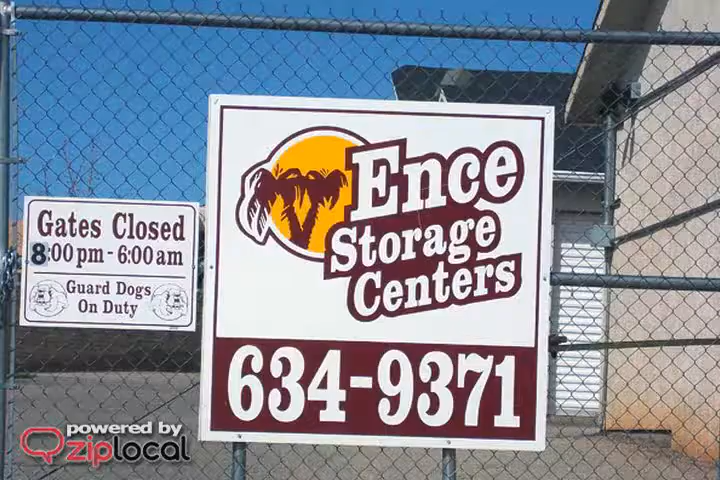 Gates Closed
8:00 pm - 6:00 am
Guard Dogs
On Duty
Ence
Storage
Centers
634-9371
powered by
ziplocal